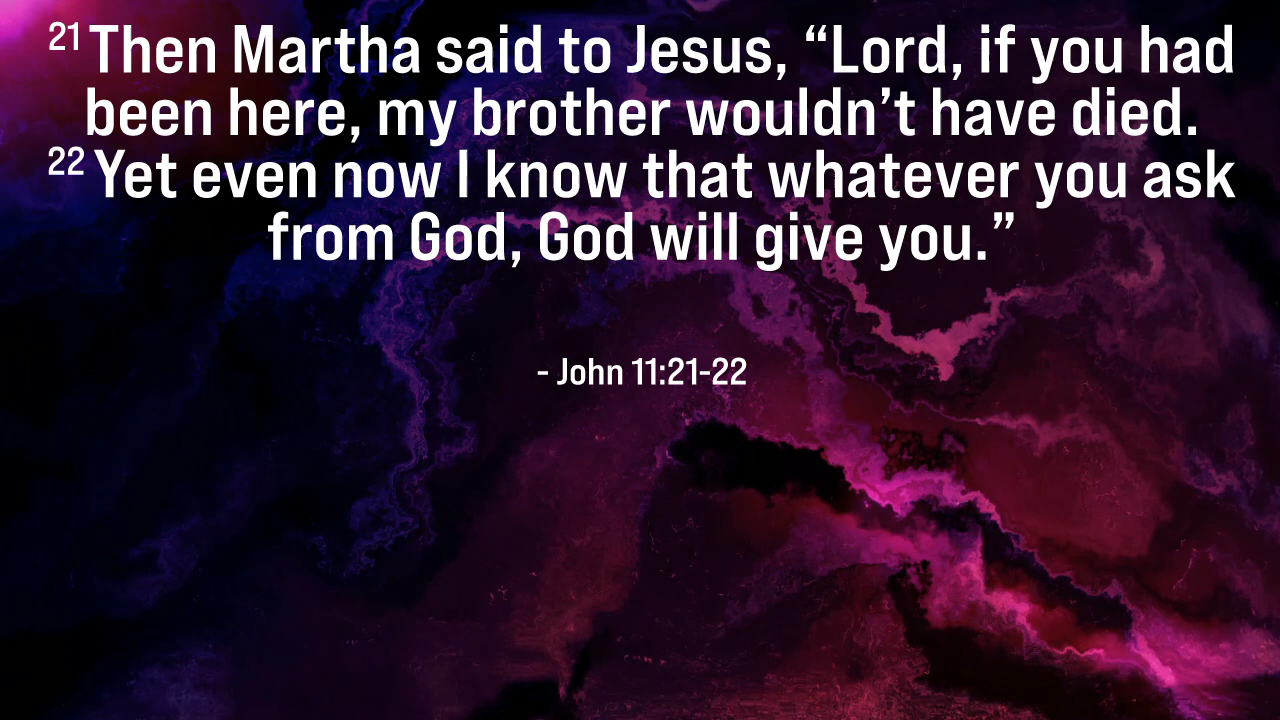 21 Then Martha said to Jesus, “Lord, if you had
been here, my brother wouldn’t have died.
22 Yet even now I know that whatever you ask
from God, God will give you.”
- John 11:21-22